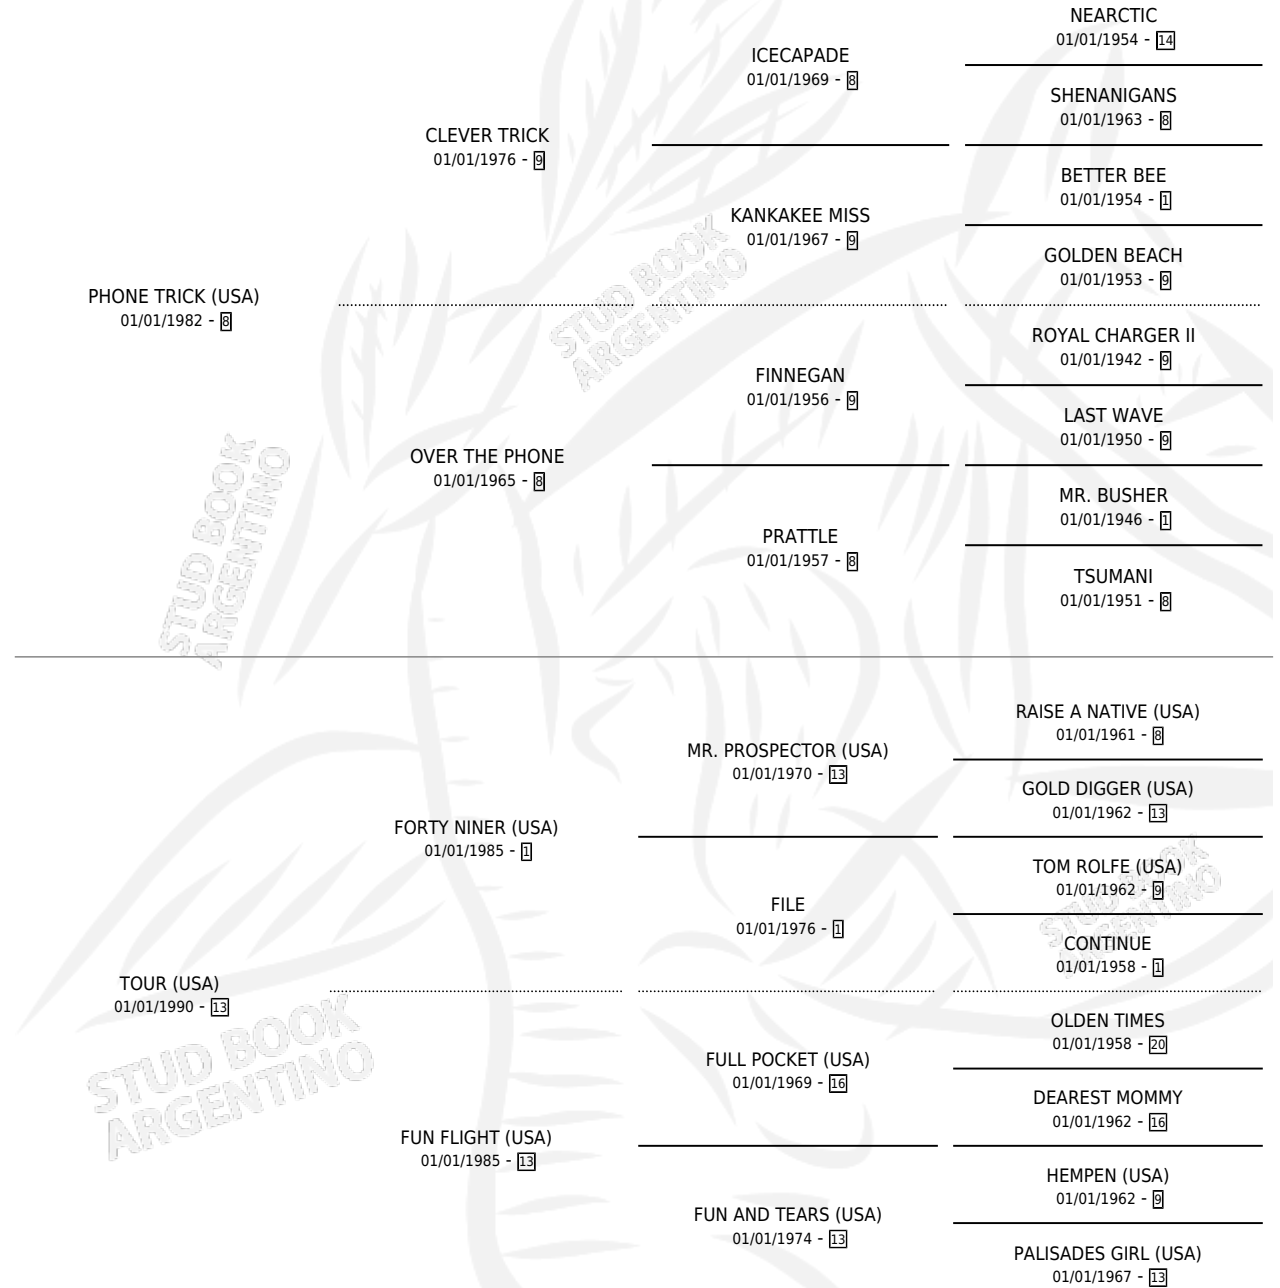 NEARCTIC
01/01/1954 - 14
ICECAPADE
01/01/1969 - 8
SHENANIGANS
01/01/1963 - 8
CLEVER TRICK
01/01/1976 - 9
BETTER BEE
01/01/1954 - 1
KANKAKEE MISS
01/01/1967 - 9
GOLDEN BEACH
01/01/1953 - 9
PHONE TRICK (USA)
01/01/1982 - 8
ROYAL CHARGER II
01/01/1942 - 9
FINNEGAN
01/01/1956 - 9
LAST WAVE
01/01/1950 - 9
OVER THE PHONE
01/01/1965 - 8
MR. BUSHER
01/01/1946 - 1
PRATTLE
01/01/1957 - 8
TSUMANI
01/01/1951 - 8
STUD BOOK
ARGENTINO
STUD BOOK
ARGENTINO
RAISE A NATIVE (USA)
01/01/1961 - 8
MR. PROSPECTOR (USA)
01/01/1970 - 13
GOLD DIGGER (USA)
01/01/1962 - 13
FORTY NINER (USA)
01/01/1985 - 1
TOM ROLFE (USA)
01/01/1962 - 9
FILE
01/01/1976 - 1
CONTINUE
01/01/1958 - 1
TOUR (USA)
01/01/1990 - 13
OLDEN TIMES
01/01/1958 - 20
FULL POCKET (USA)
01/01/1969 - 16
DEAREST MOMMY
01/01/1962 - 16
FUN FLIGHT (USA)
01/01/1985 - 13
HEMPEN (USA)
01/01/1962 - 9
FUN AND TEARS (USA)
01/01/1974 - 13
PALISADES GIRL (USA)
01/01/1967 - 13
STUD BOOK
ARGENTINO
STUD BOOK
ARGENTINO